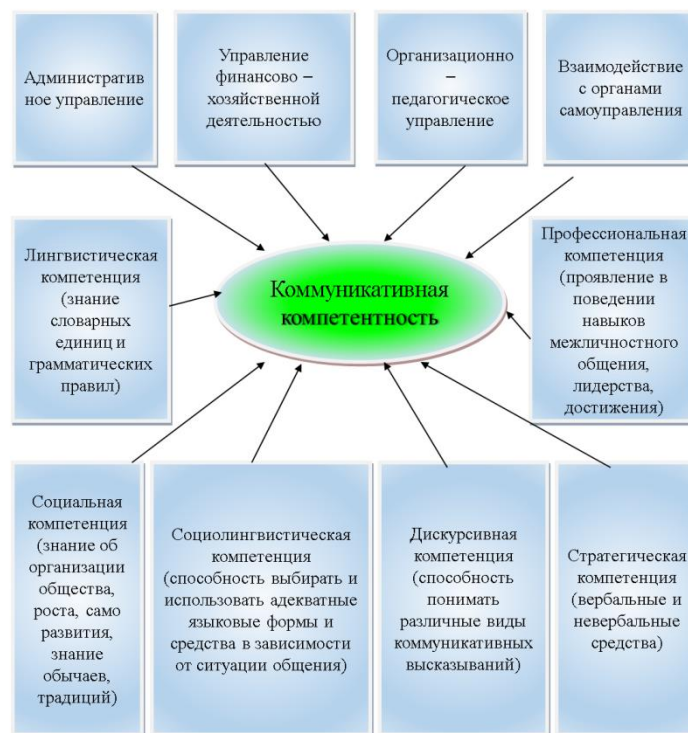 Административ
ное управление
Управление
финансово –
хозяйственной
деятельностью
Организационно
–
педагогическое
управление
Взаимодействие
с органами
самоуправления
Лингвистическая
компетенция
(знание
словарных
единиц и
грамматических
правил)
Коммуникативная
компетентность
Профессиональная
компетенция
(проявление в
поведении
навыков
межличностного
общения,
лидерства,
достижения)
Социальная
компетенция
(знание об
организации
общества,
роста, само
развития,
знание
обычаев,
традиций)
Социолингвистическая
компетенция
(способность выбирать и
использовать адекватные
языковые формы и
средства в зависимости
от ситуации общения)
Дискурсивная
компетенция
(способность
понимать
различные виды
коммуникативных
высказываний)
Стратегическая
компетенция
(вербальные и
невербальные
средства)